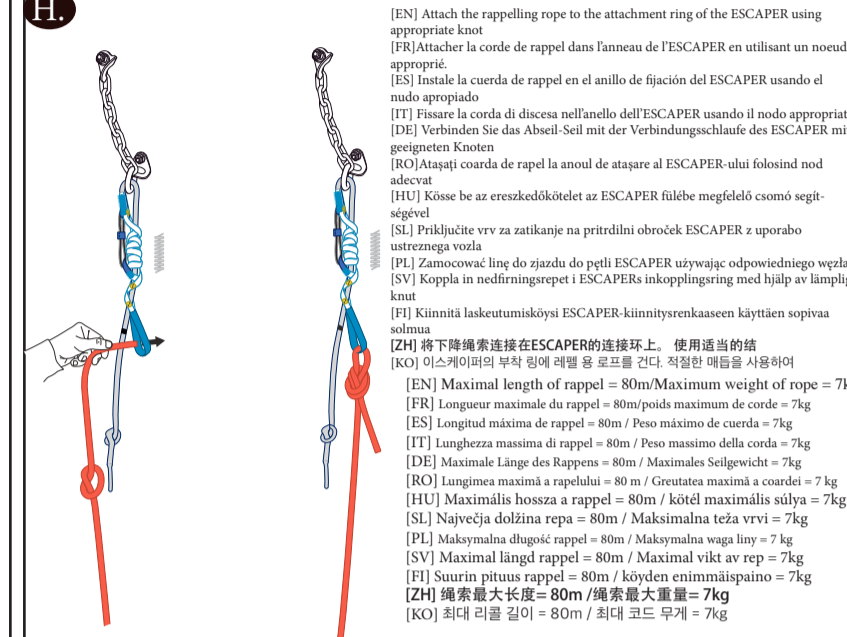 H.
[EN] Attach the rappelling rope to the attachment ring of the ESCAPER using
appropriate knot
[FR]Attacher la corde de rappel dans l'anneau de l'ESCAPER en utilisant un noeud
approprié.
[ES] Instale la cuerda de rappel en el anillo de fijación del ESCAPER usando el
nudo apropiado
[IT] Fissare la corda di discesa nell'anello dell'ESCAPER usando il nodo appropriat
[DE] Verbinden Sie das Abseil-Seil mit der Verbindungsschlaufe des ESCAPER mi
geeigneten Knoten
[RO]Atașați coarda de rapel la anoul de atașare al ESCAPER-ului folosind nod
adecvat
[HU] Kösse be az ereszkedőkötelet az ESCAPER fülébe megfelelő csomó segít-
ségével
[SL] Priključite vrv za zatikanje na pritrdilni obroček ESCAPER z uporabo
ustreznega vozla
[PL] Zamocować linę do zjazdu do pętli ESCAPER używając odpowiedniego węzła
[SV] Koppla in nedfirningsrepet i ESCAPERs inkopplingsring med hjälp av lämplig
knut
[FI] Kiinnitä laskeutumisköysi ESCAPER-kiinnitysrenkaaseen käyttäen sopivaa
solmua
[ZH] 将下降绳索连接在ESCAPER的连接环上。 使用适当的结
[KO] 이스케이퍼의 부착 링에 레펠 용 로프를 건다. 적절한 매듭을 사용하여
[EN] Maximal length of rappel = 80m/Maximum weight of rope = 7k
[FR] Longueur maximale du rappel = 80m/poids maximum de corde = 7kg
[ES] Longitud máxima de rappel = 80m / Peso máximo de cuerda = 7kg
[IT] Lunghezza massima di rappel = 80m / Peso massimo della corda = 7kg
[DE] Maximale Länge des Rappens = 80m / Maximales Seilgewicht = 7kg
[RO] Lungimea maximă a rapelului = 80 m / Greutatea maximă a coardei = 7 kg
[HU] Maximális hossza a rappel = 80m / kötél maximális súlya = 7kg
[SL] Največja dolžina repa = 80m / Maksimalna teža vrvi = 7kg
[PL] Maksymalna długość rappel = 80m / Maksymalna waga liny = 7 kg
[SV] Maximal längd rappel = 80m / Maximal vikt av rep = 7kg
[FI] Suurin pituus rappel = 80m / köyden enimmäispaino = 7kg
[ZH] 绳索最大长度= 80m /绳索最大重量= 7kg
[KO] 최대 리콜 길이 = 80m / 최대 코드 무게 = 7kg